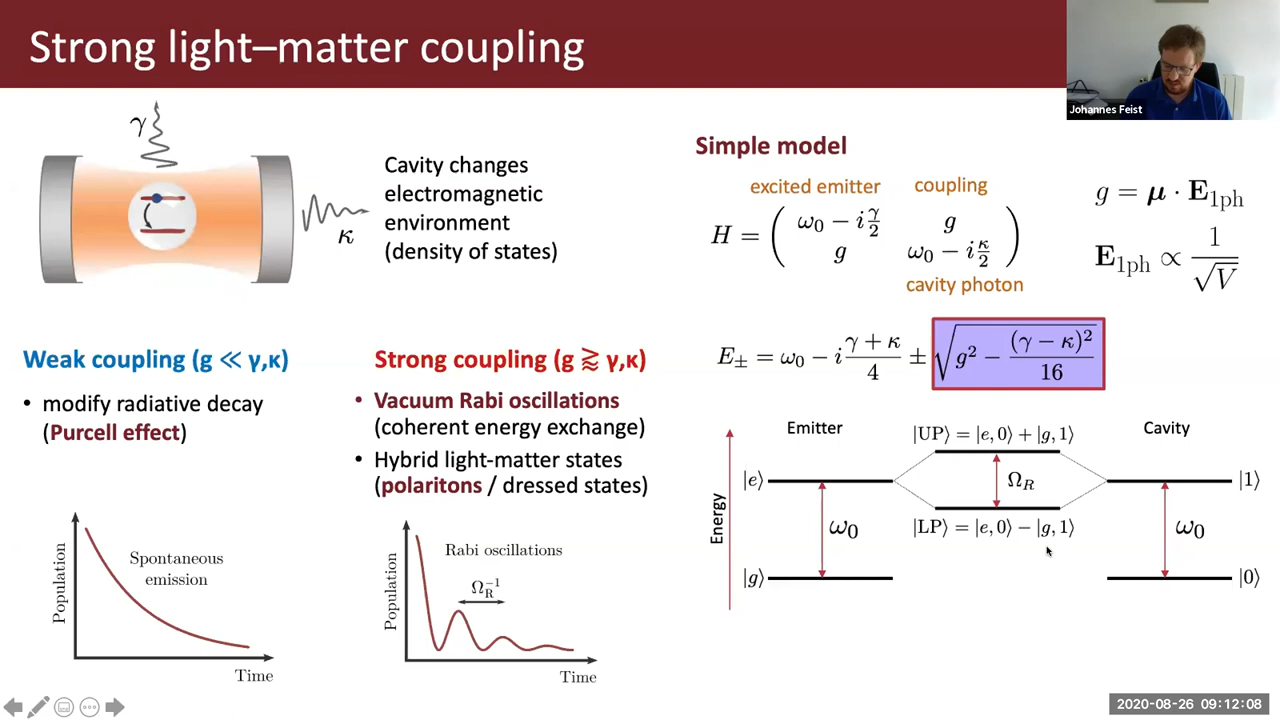 Strong light–matter coupling
Johannes Feist
γ
κ
Cavity changes
electromagnetic
environment
(density of states)
Simple model
excited emitter coupling
H = ( ω₀ − i γ/2 g
g ω₀ − i κ/2 )
cavity photon
g = μ · E₁ₚₕ
E₁ₚₕ ∝ 1/√V
E± = ω₀ − i (γ + κ)/4 ± √(g² − (γ − κ)²/16)
Weak coupling (g ≪ γ,κ)
• modify radiative decay
(Purcell effect)
Strong coupling (g ⪆ γ,κ)
• Vacuum Rabi oscillations
(coherent energy exchange)
• Hybrid light-matter states
(polaritons / dressed states)
Population
Spontaneous
emission
Time
Population
Rabi oscillations
Ω_R⁻¹
Time
Energy
Emitter
|UP⟩ = |e, 0⟩ + |g, 1⟩
Cavity
|e⟩
Ω_R
|1⟩
|LP⟩ = |e, 0⟩ − |g, 1⟩
ω₀
ω₀
|g⟩
|0⟩
2020-08-26 09:12:08